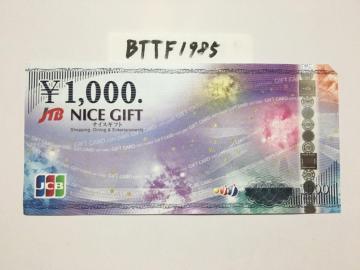 BTTF1985
¥1,000.
JTB NICE GIFT
ナイスギフト
Shopping, Dining & Entertainments
JCB